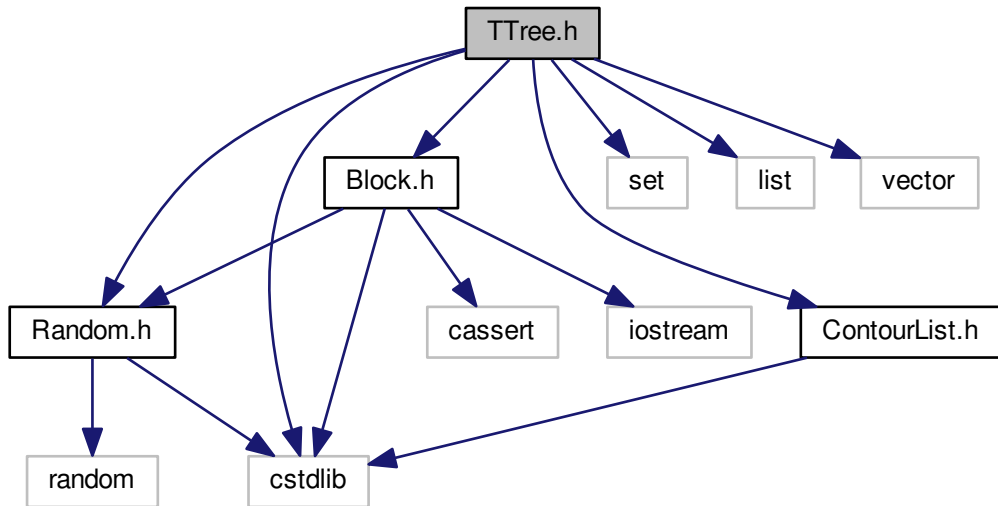 TTree.h
Block.h
set
list
vector
Random.h
cassert
iostream
ContourList.h
random
cstdlib